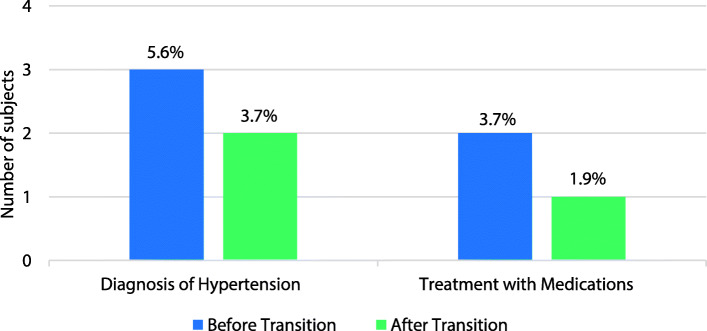 Number of subjects
4
3
2
1
0
5.6%
3.7%
3.7%
1.9%
Diagnosis of Hypertension
Treatment with Medications
Before Transition
After Transition